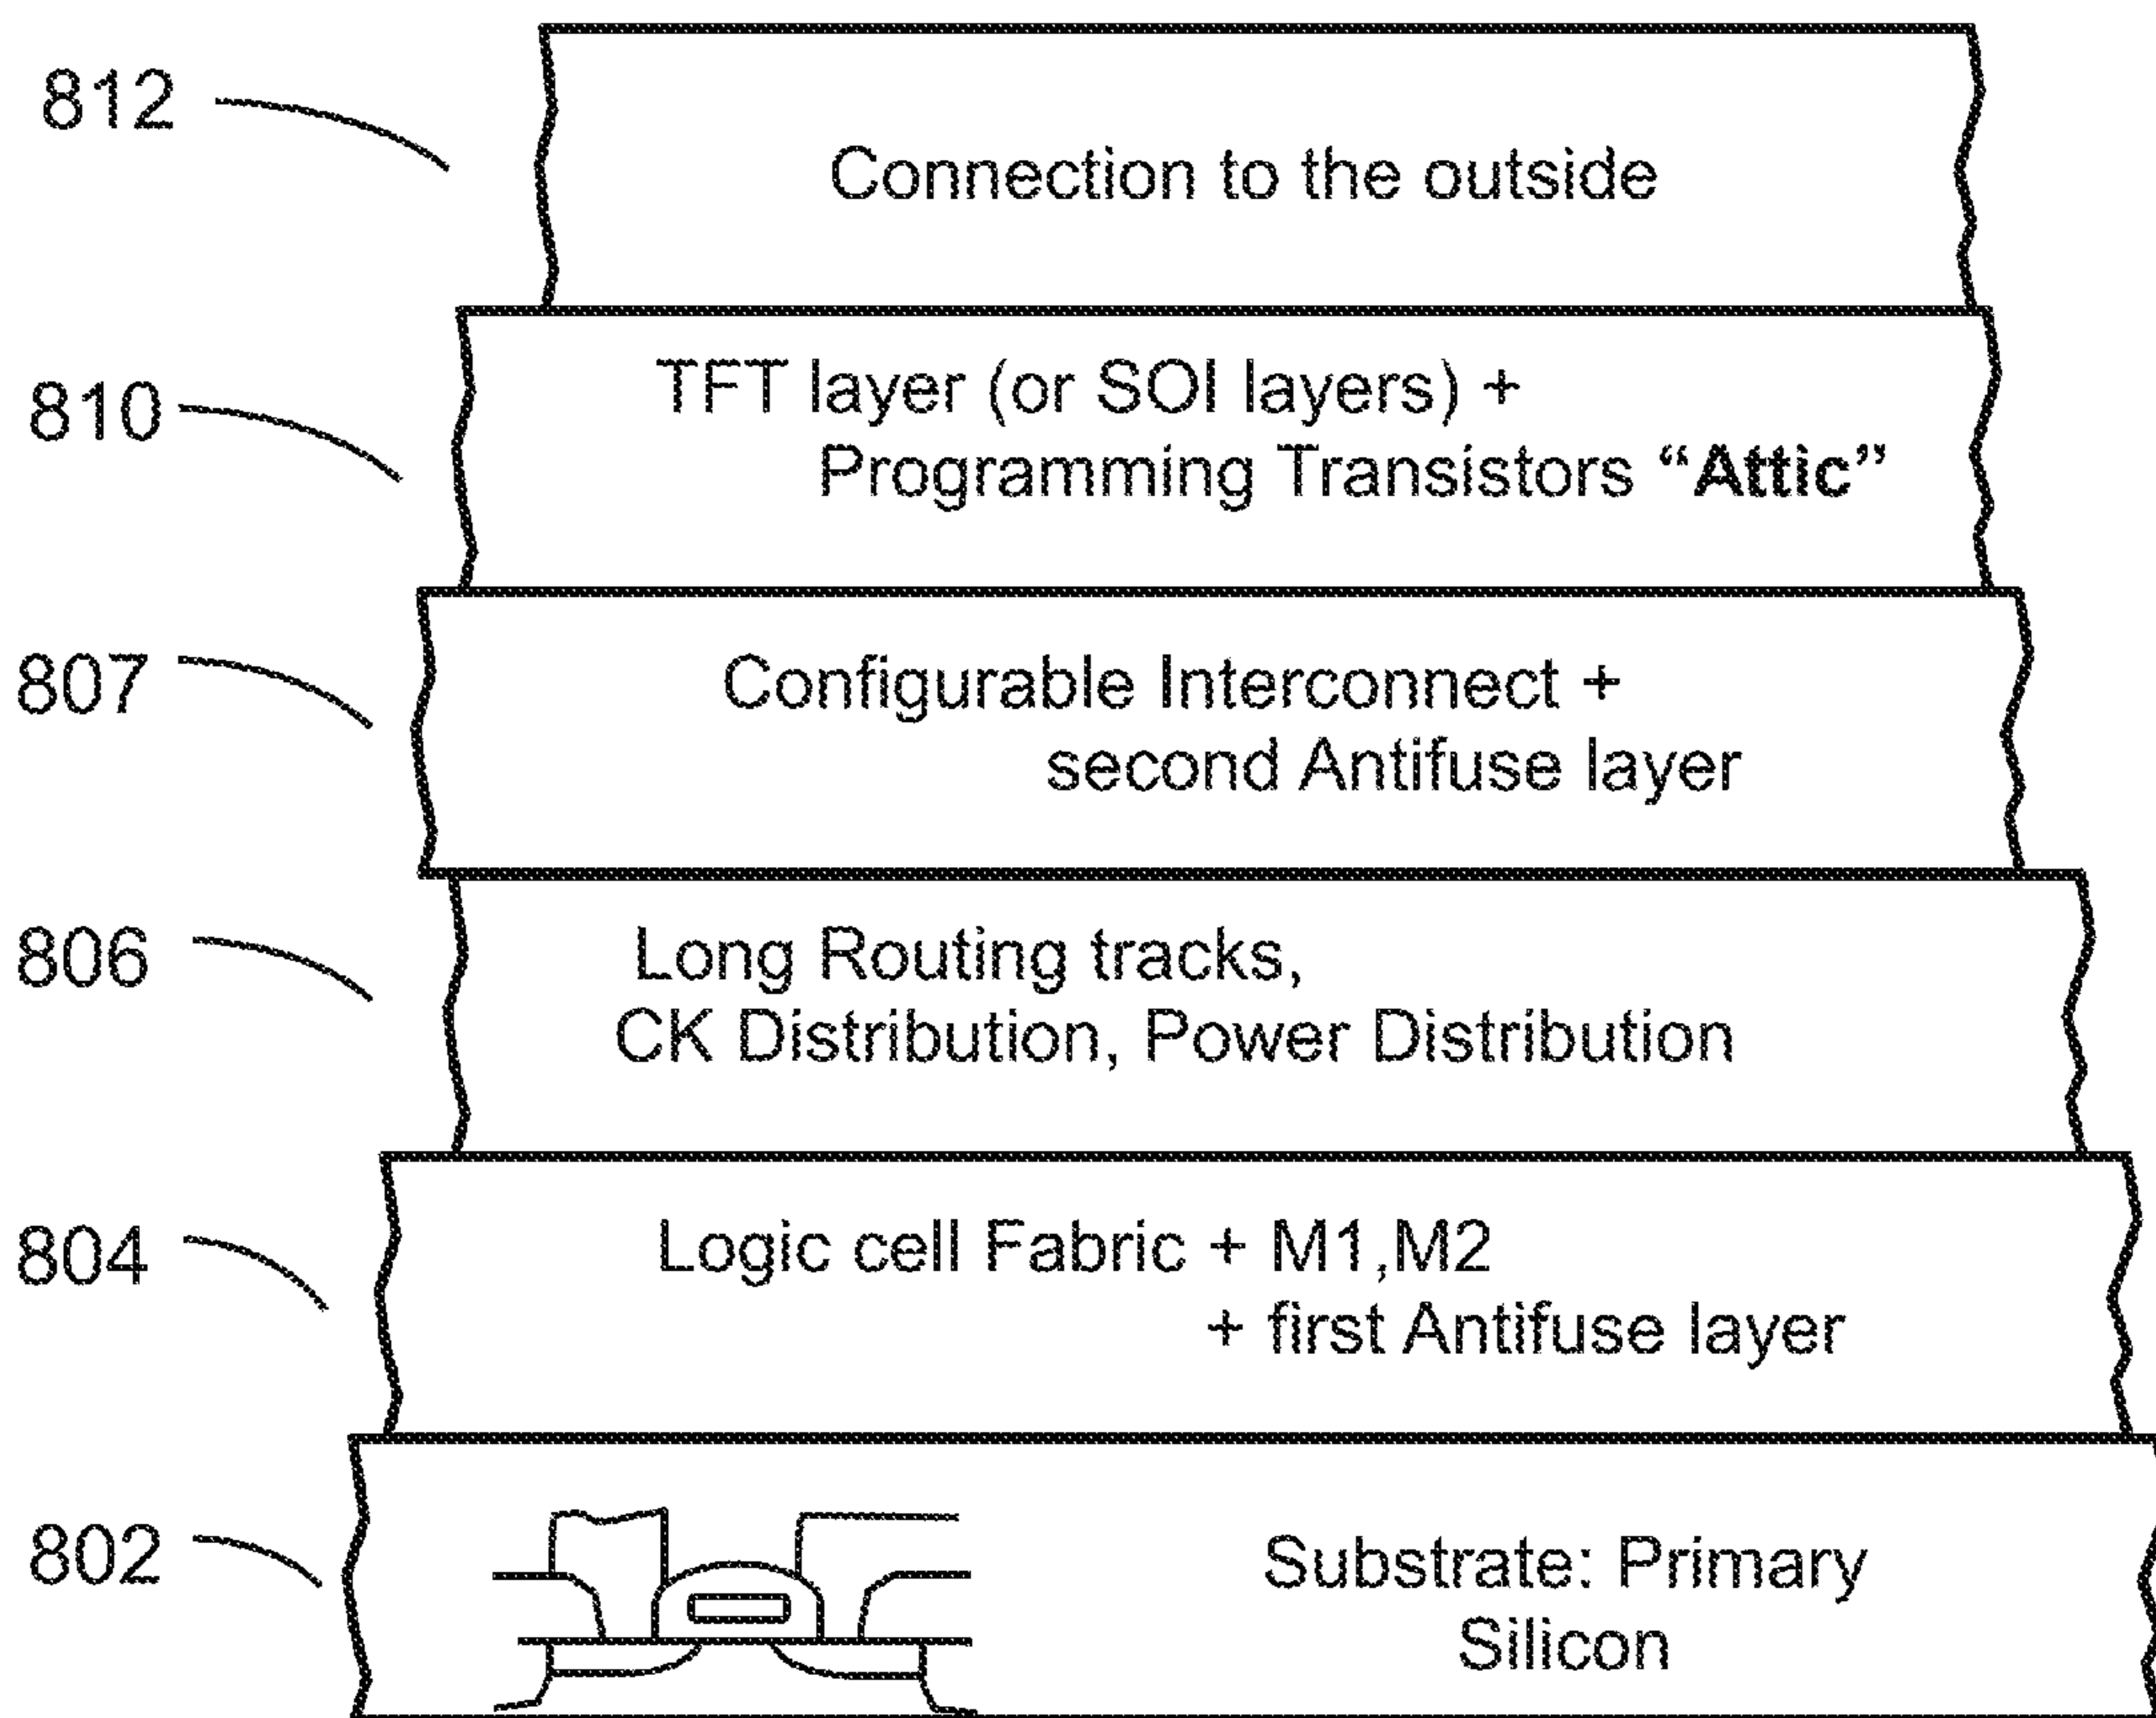 812
Connection to the outside
810
TFT layer (or SOI layers) +
Programming Transistors “Attic”
807
Configurable Interconnect +
second Antifuse layer
806
Long Routing tracks,
CK Distribution, Power Distribution
804
Logic cell Fabric + M1,M2
+ first Antifuse layer
802
Substrate: Primary
Silicon